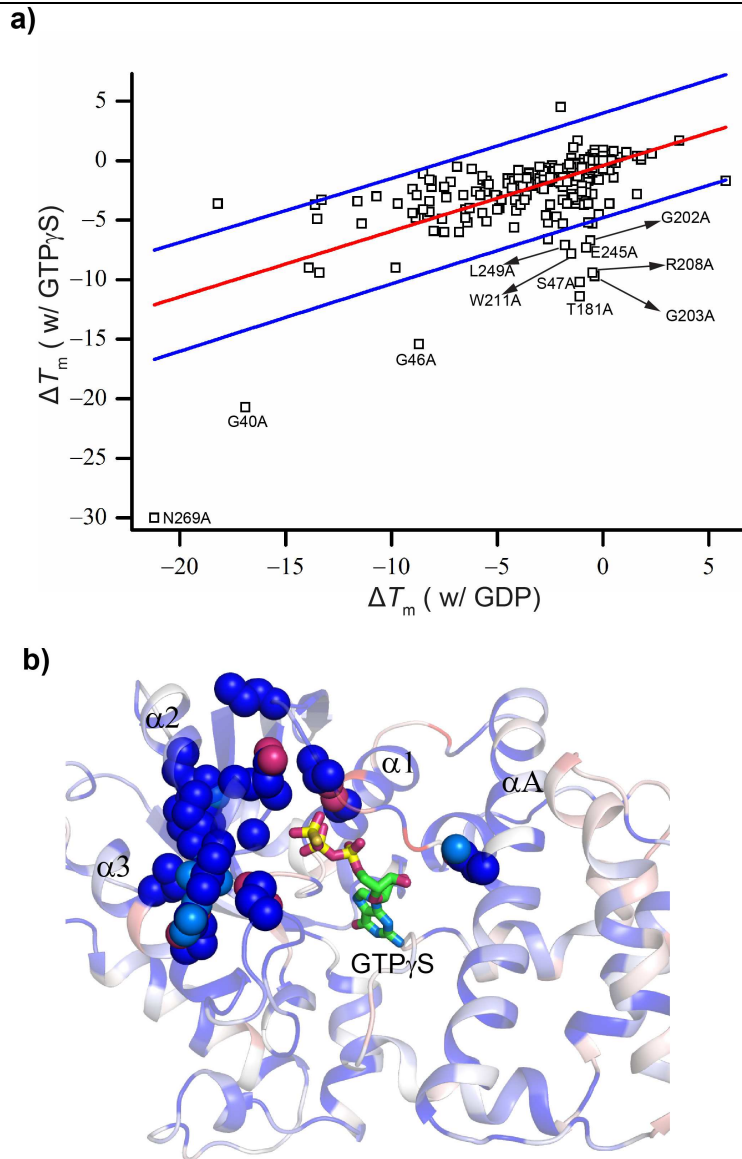 a)
ΔTm ( w/ GTPγS)
5
0
−5
−10
−15
−20
−25
−30
G202A
E245A
L249A
R208A
W211A
S47A
T181A
G203A
G46A
G40A
N269A
−20
−15
−10
−5
0
5
ΔTm ( w/ GDP)
b)
α2
α1
αA
α3
GTPγS